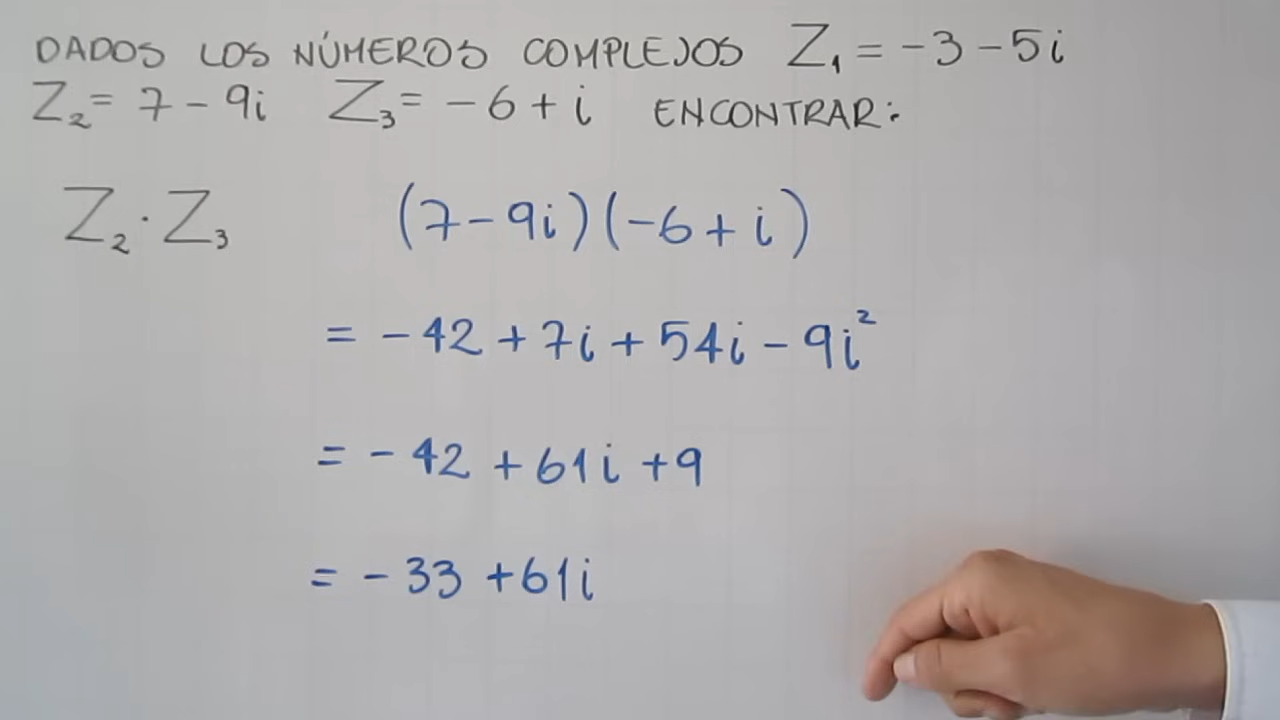 DADOS LOS NÚMEROS COMPLEJOS Z₁ = -3 - 5i
Z₂ = 7 - 9i Z₃ = -6 + i ENCONTRAR:
Z₂ · Z₃ (7 - 9i)(-6 + i)
= -42 + 7i + 54i - 9i²
= -42 + 61i + 9
= -33 + 61i